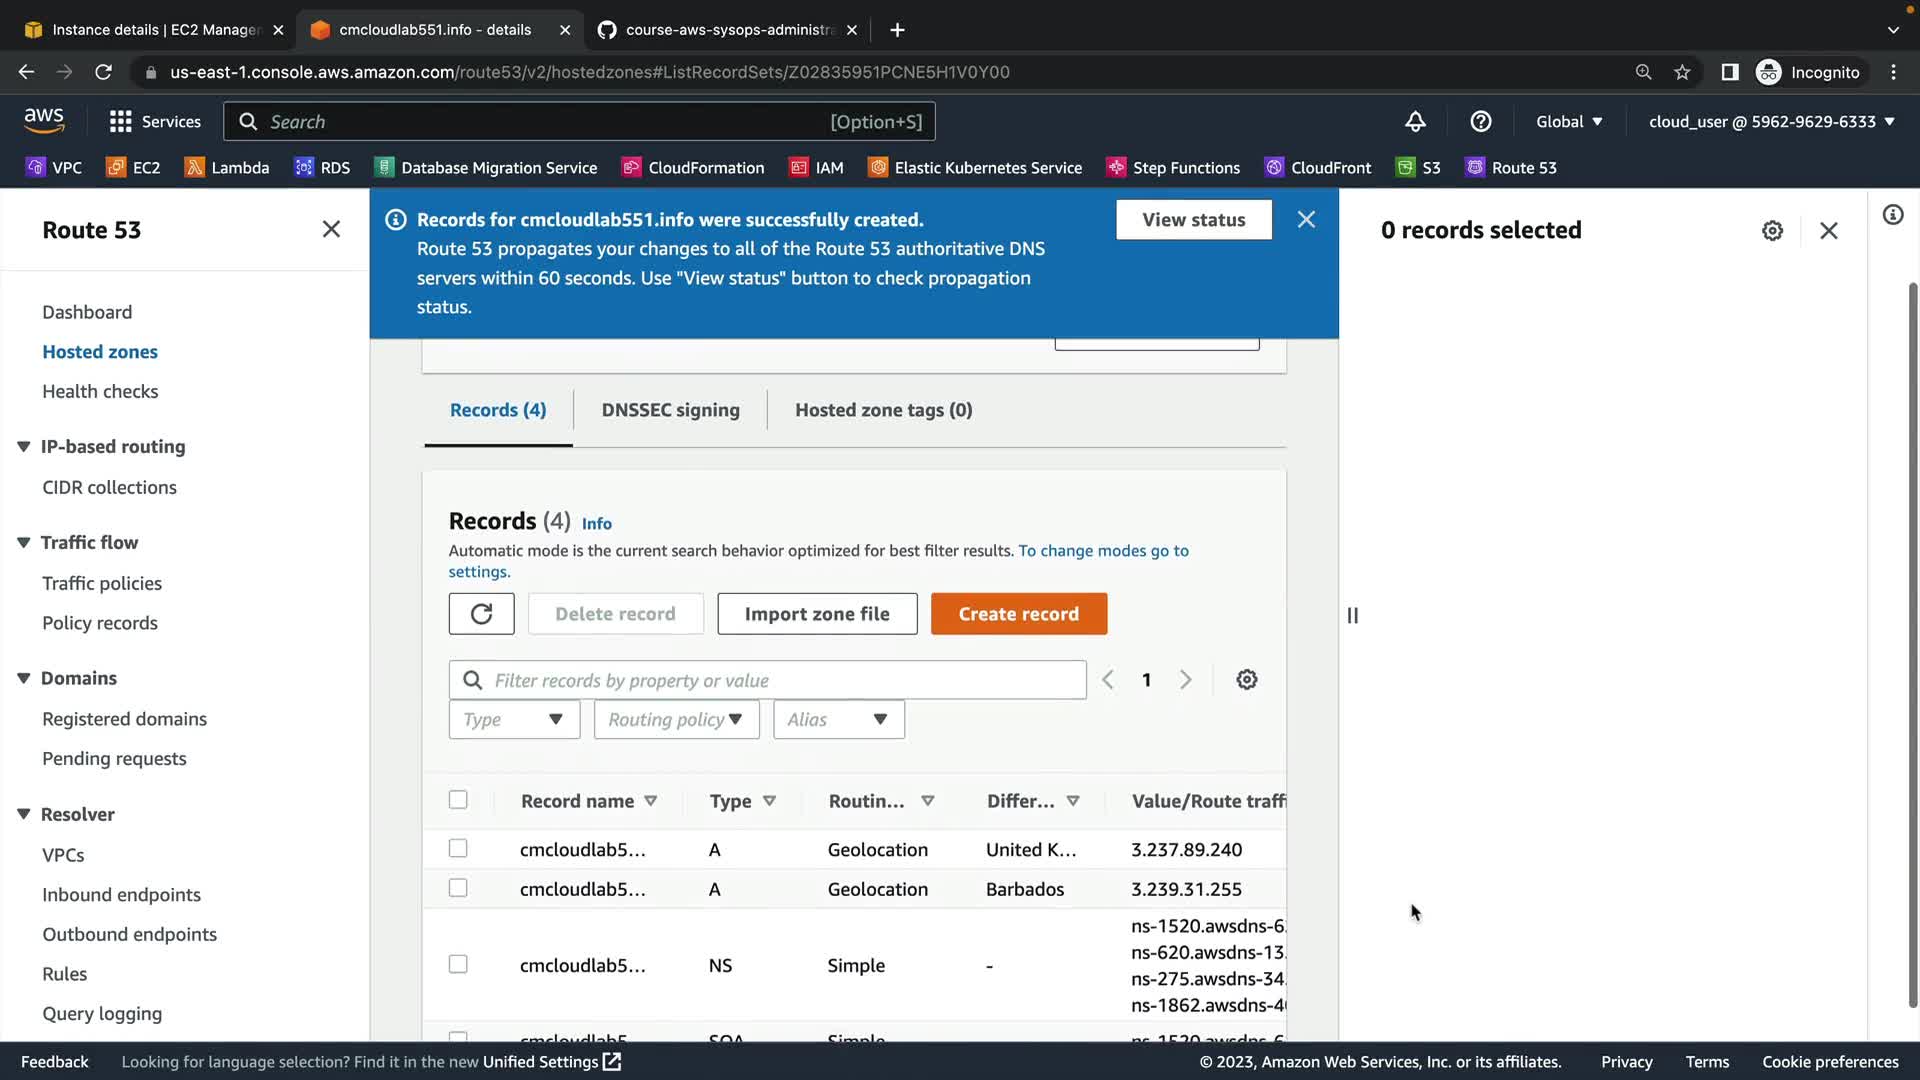 Instance details | EC2 Manager
cmcloudlab551.info - details
course-aws-sysops-administra
us-east-1.console.aws.amazon.com/route53/v2/hostedzones#ListRecordSets/Z02835951PCNE5H1V0Y00
Incognito
aws
Services
Search
[Option+S]
Global
cloud_user @ 5962-9629-6333
VPC
EC2
Lambda
RDS
Database Migration Service
CloudFormation
IAM
Elastic Kubernetes Service
Step Functions
CloudFront
S3
Route 53
Route 53
Dashboard
Hosted zones
Health checks
IP-based routing
CIDR collections
Traffic flow
Traffic policies
Policy records
Domains
Registered domains
Pending requests
Resolver
VPCs
Inbound endpoints
Outbound endpoints
Rules
Query logging
Records for cmcloudlab551.info were successfully created.
Route 53 propagates your changes to all of the Route 53 authoritative DNS
servers within 60 seconds. Use "View status" button to check propagation
status.
View status
0 records selected
Records (4)
DNSSEC signing
Hosted zone tags (0)
Records (4) Info
Automatic mode is the current search behavior optimized for best filter results. To change modes go to
settings.
Delete record
Import zone file
Create record
Filter records by property or value
1
Type
Routing policy
Alias
Record name Type Routin... Differ... Value/Route traffi
cmcloudlab5... A Geolocation United K... 3.237.89.240
cmcloudlab5... A Geolocation Barbados 3.239.31.255
cmcloudlab5... NS Simple -
ns-1520.awsdns-6
ns-620.awsdns-13.
ns-275.awsdns-34
ns-1862.awsdns-4
cmcloudlab5... SOA Simple ns-1520.awsdns-6
Feedback
Looking for language selection? Find it in the new Unified Settings
© 2023, Amazon Web Services, Inc. or its affiliates.
Privacy
Terms
Cookie preferences